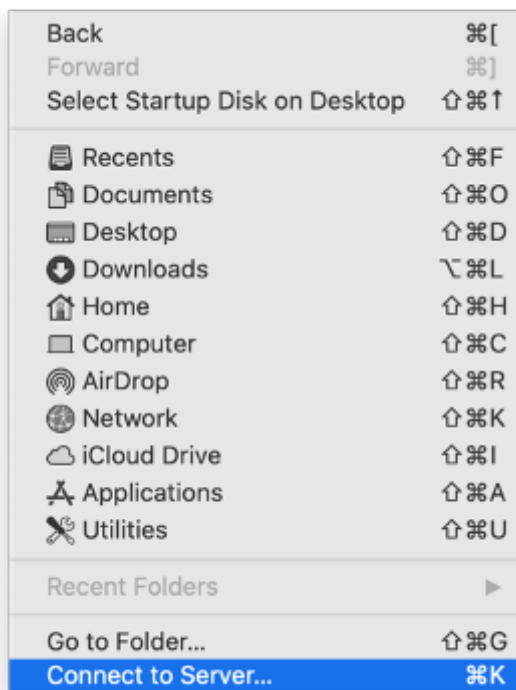 Back ⌘[
Forward ⌘]
Select Startup Disk on Desktop ⇧⌘↑
Recents ⇧⌘F
Documents ⇧⌘O
Desktop ⇧⌘D
Downloads ⌥⌘L
Home ⇧⌘H
Computer ⇧⌘C
AirDrop ⇧⌘R
Network ⇧⌘K
iCloud Drive ⇧⌘I
Applications ⇧⌘A
Utilities ⇧⌘U
Recent Folders ▶
Go to Folder... ⇧⌘G
Connect to Server... ⌘K